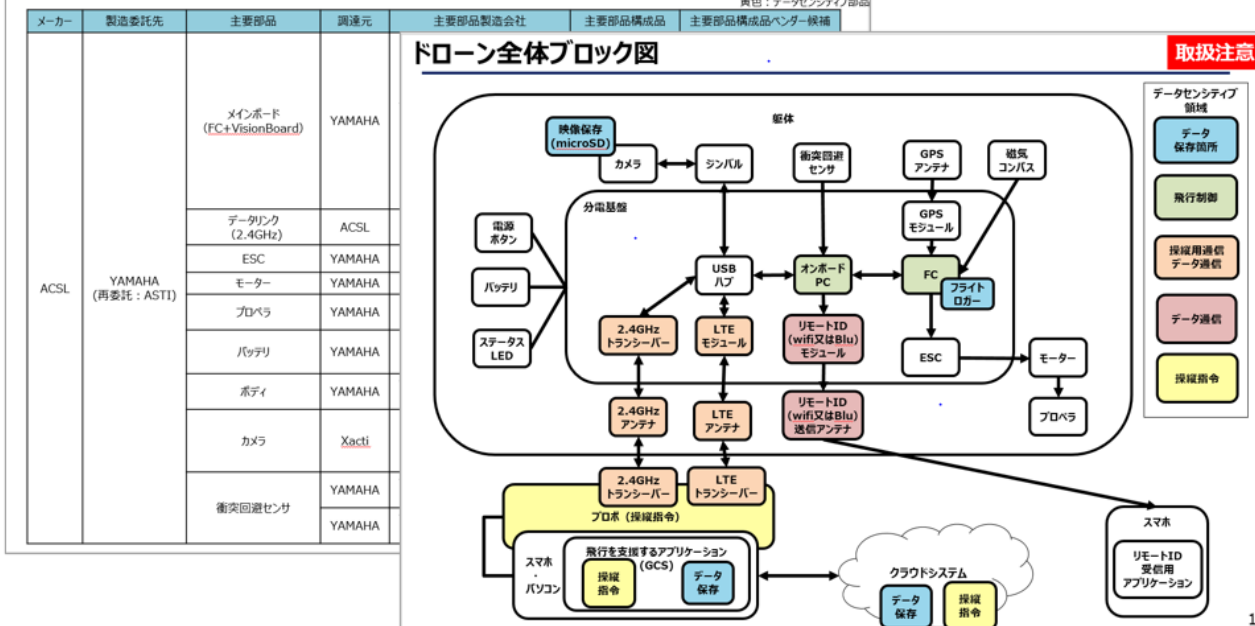 黄色：データセンシティブ部品
メーカー
製造委託先
主要部品
調達元
主要部品製造会社
主要部品構成品
主要部品構成品ベンダー候補
ACSL
YAMAHA
(再委託：ASTI)
メインボード
(FC+VisionBoard)
YAMAHA
データリンク
(2.4GHz)
ACSL
ESC
YAMAHA
モーター
YAMAHA
プロペラ
YAMAHA
バッテリ
YAMAHA
ボディ
YAMAHA
カメラ
Xacti
衝突回避センサ
YAMAHA
YAMAHA
ドローン全体ブロック図
取扱注意
躯体
映像保存
(microSD)
カメラ
ジンバル
衝突回避
センサ
GPS
アンテナ
磁気
コンパス
分電基盤
電源
ボタン
バッテリ
ステータス
LED
GPS
モジュール
USB
ハブ
オンボード
PC
FC
フライト
ロガー
2.4GHz
トランシーバー
LTE
モジュール
リモートID
(wifi又はBlu)
モジュール
ESC
モーター
プロペラ
2.4GHz
アンテナ
LTE
アンテナ
リモートID
(wifi又はBlu)
送信アンテナ
2.4GHz
トランシーバー
LTE
トランシーバー
プロポ（操縦指令）
スマホ
・
パソコン
飛行を支援するアプリケーション
(GCS)
操縦
指令
データ
保存
クラウドシステム
データ
保存
操縦
指令
スマホ
リモートID
受信用
アプリケーション
データセンシティブ
領域
データ
保存箇所
飛行制御
操縦用通信
データ通信
データ通信
操縦指令
1